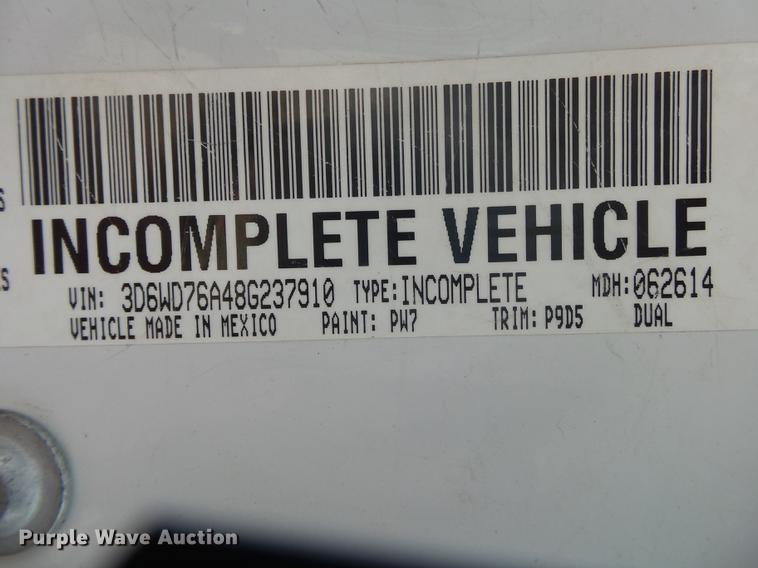 S
INCOMPLETE VEHICLE
ES
VIN: 3D6WD76A48G237910 TYPE: INCOMPLETE MDH: 062614
VEHICLE MADE IN MEXICO PAINT: PW7 TRIM: P9D5 DUAL
Purple Wave Auction